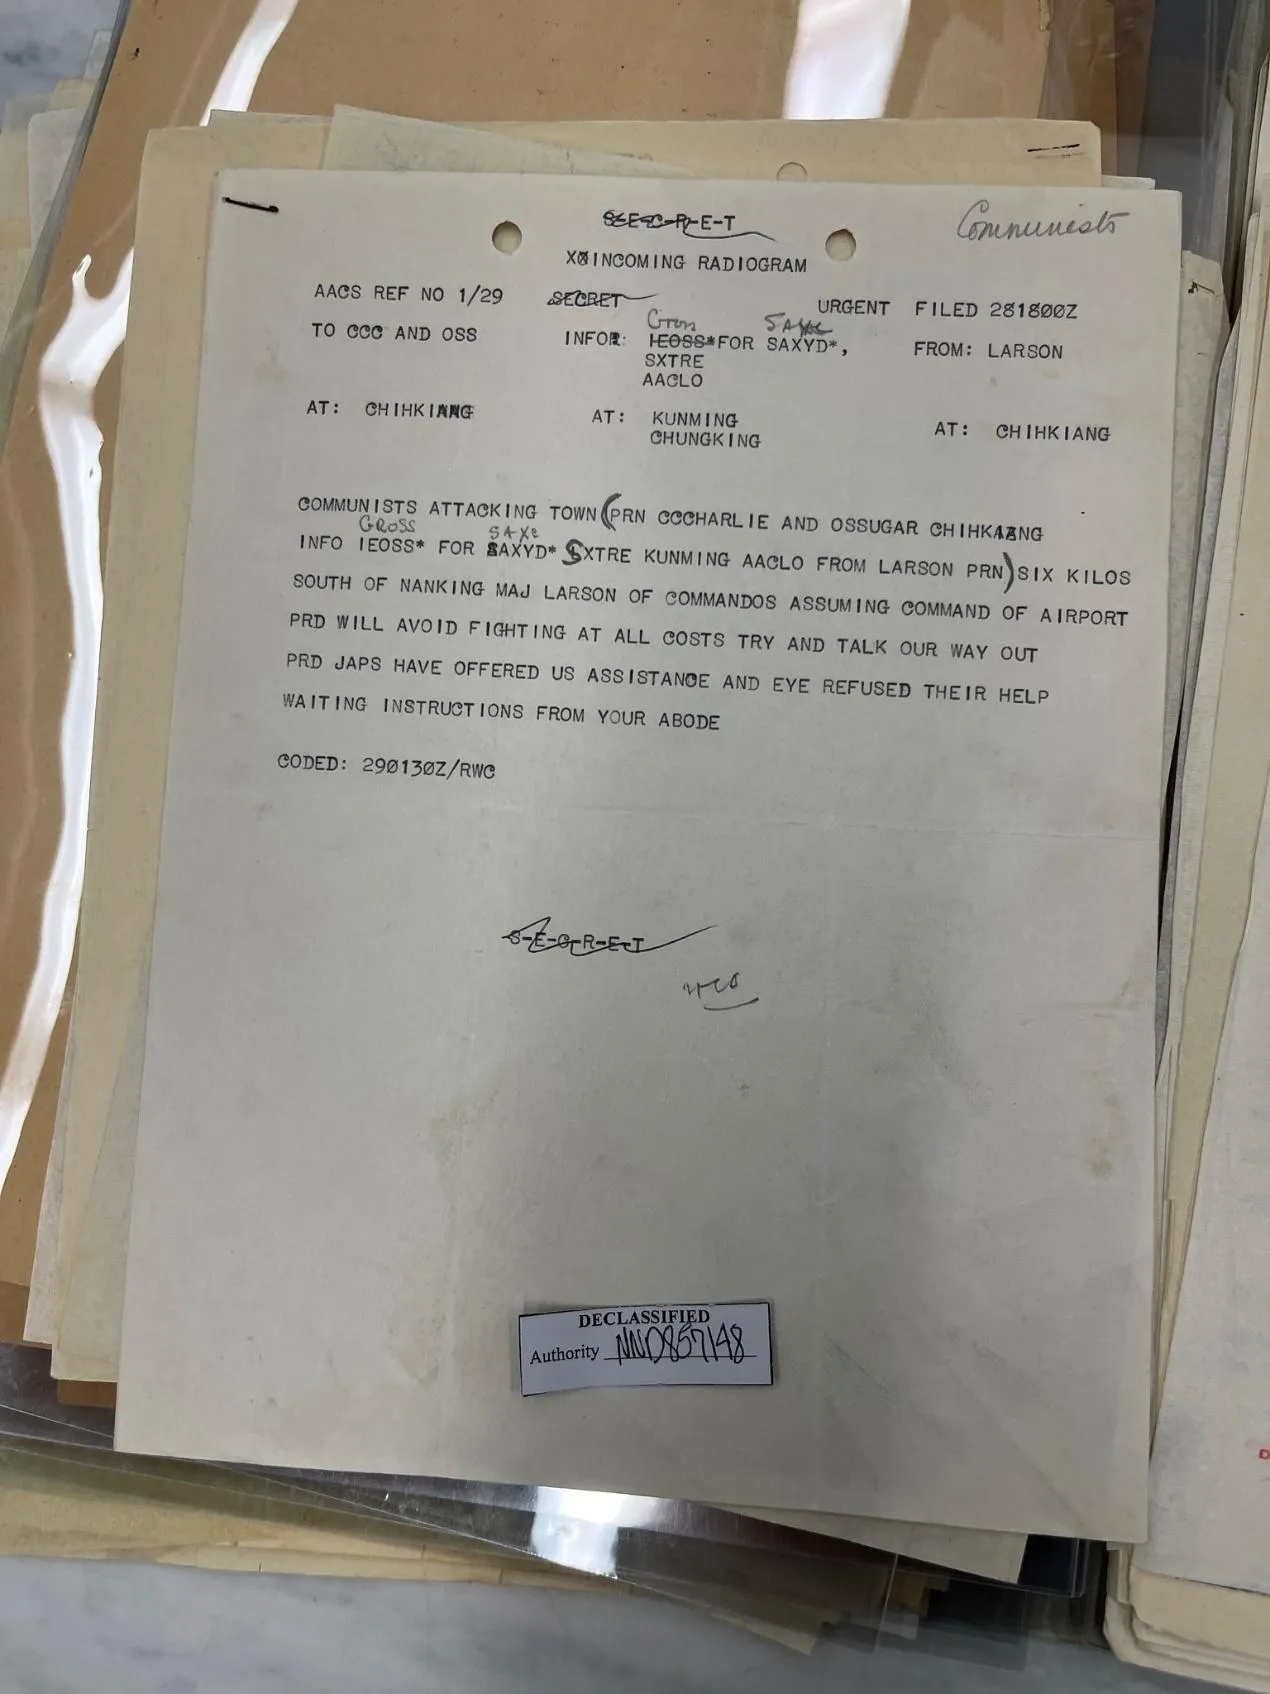 S-E-C-R-E-T
Communists
INCOMING RADIOGRAM
AACS REF NO 1/29 SECRET URGENT FILED 281800Z
Gross SAXE
TO CCC AND OSS INFOR: IEOSS*FOR SAXYD*, FROM: LARSON
SXTRE
AACLO
AT: CHIHKIANG AT: KUNMING AT: CHIHKIANG
CHUNGKING
COMMUNISTS ATTACKING TOWN (PRN CCCHARLIE AND OSSUGAR CHIHKIANG
GROSS SAXE
INFO IEOSS* FOR SAXYD* SXTRE KUNMING AACLO FROM LARSON PRN) SIX KILOS
SOUTH OF NANKING MAJ LARSON OF COMMANDOS ASSUMING COMMAND OF AIRPORT
PRD WILL AVOID FIGHTING AT ALL COSTS TRY AND TALK OUR WAY OUT
PRD JAPS HAVE OFFERED US ASSISTANCE AND EYE REFUSED THEIR HELP
WAITING INSTRUCTIONS FROM YOUR ABODE
CODED: 290130Z/RWC
S-E-C-R-E-T
DECLASSIFIED
Authority NND857148